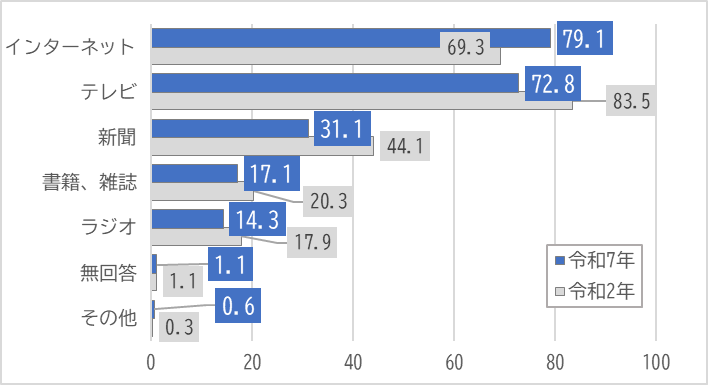 インターネット
79.1
69.3
テレビ
72.8
83.5
新聞
31.1
44.1
書籍、雑誌
17.1
20.3
ラジオ
14.3
17.9
無回答
1.1
1.1
その他
0.6
0.3
令和7年
令和2年
0 20 40 60 80 100